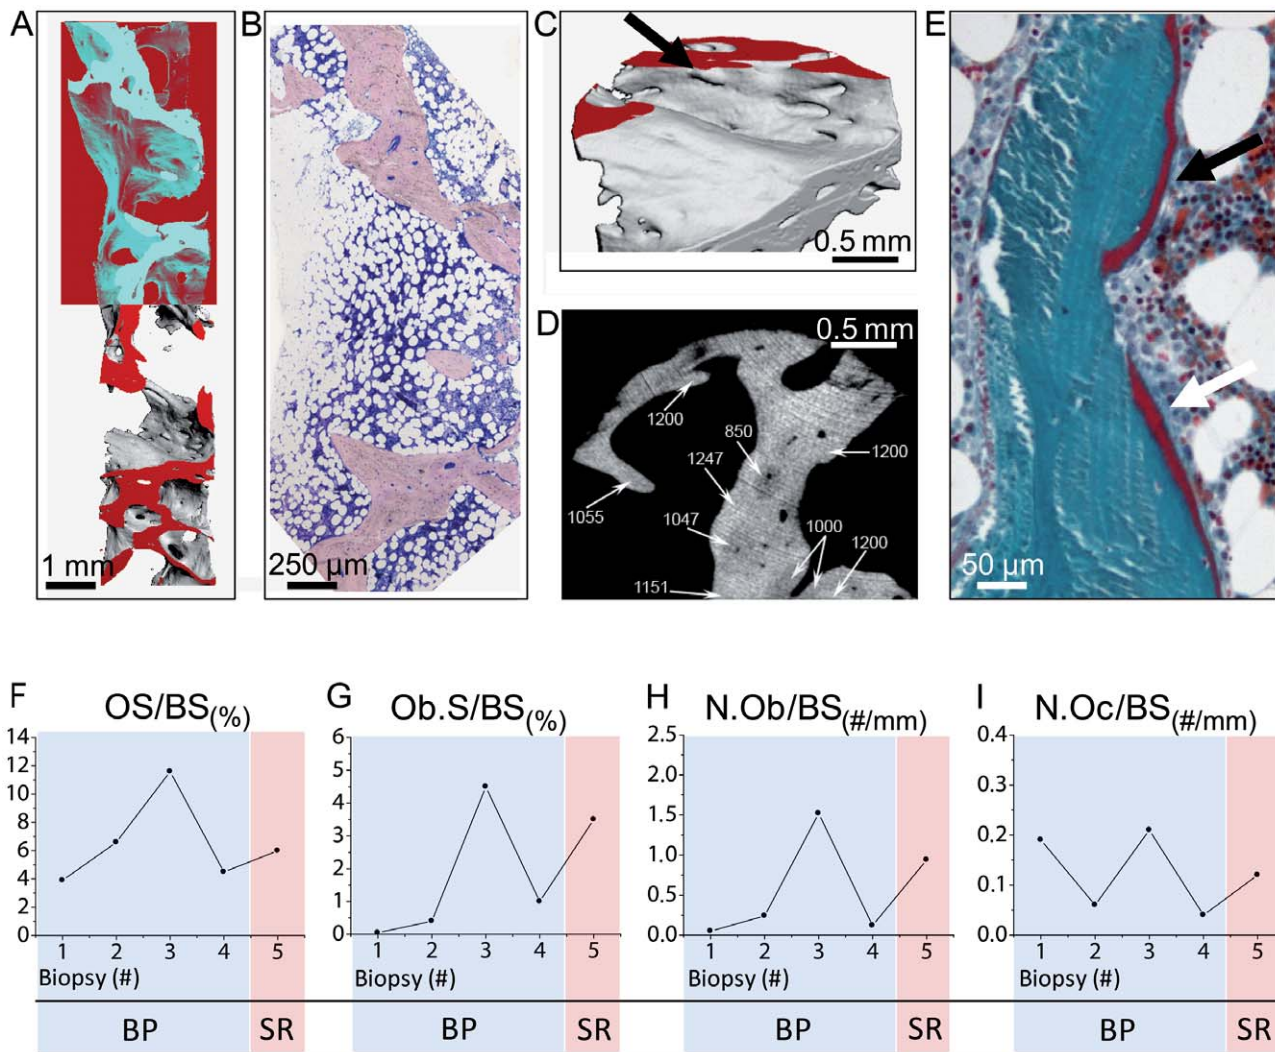 A
B
C
E
0.5 mm
D
0.5 mm
1200
850
1200
1247
1055
1047
1000
1200
1151
1 mm
250 µm
50 µm
F OS/BS(%)
G Ob.S/BS(%)
H N.Ob/BS(#/mm)
I N.Oc/BS(#/mm)
14
12
10
8
6
4
2
0
1 2 3 4 5
Biopsy (#)
BP SR
6
5
4
3
2
1
0
1 2 3 4 5
Biopsy (#)
BP SR
2.5
2.0
1.5
1.0
0.5
0.0
1 2 3 4 5
Biopsy (#)
BP SR
0.4
0.3
0.2
0.1
0.0
1 2 3 4 5
Biopsy (#)
BP SR